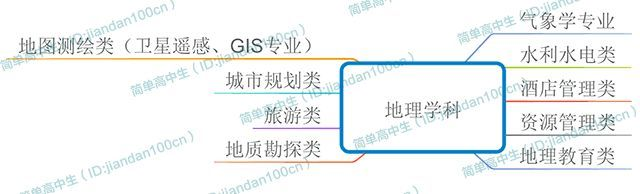 地图测绘类（卫星遥感、GIS专业）
城市规划类
旅游类
地质勘探类
地理学科
气象学专业
水利水电类
酒店管理类
资源管理类
地理教育类
简单高中生（ID:jiandan100cn）